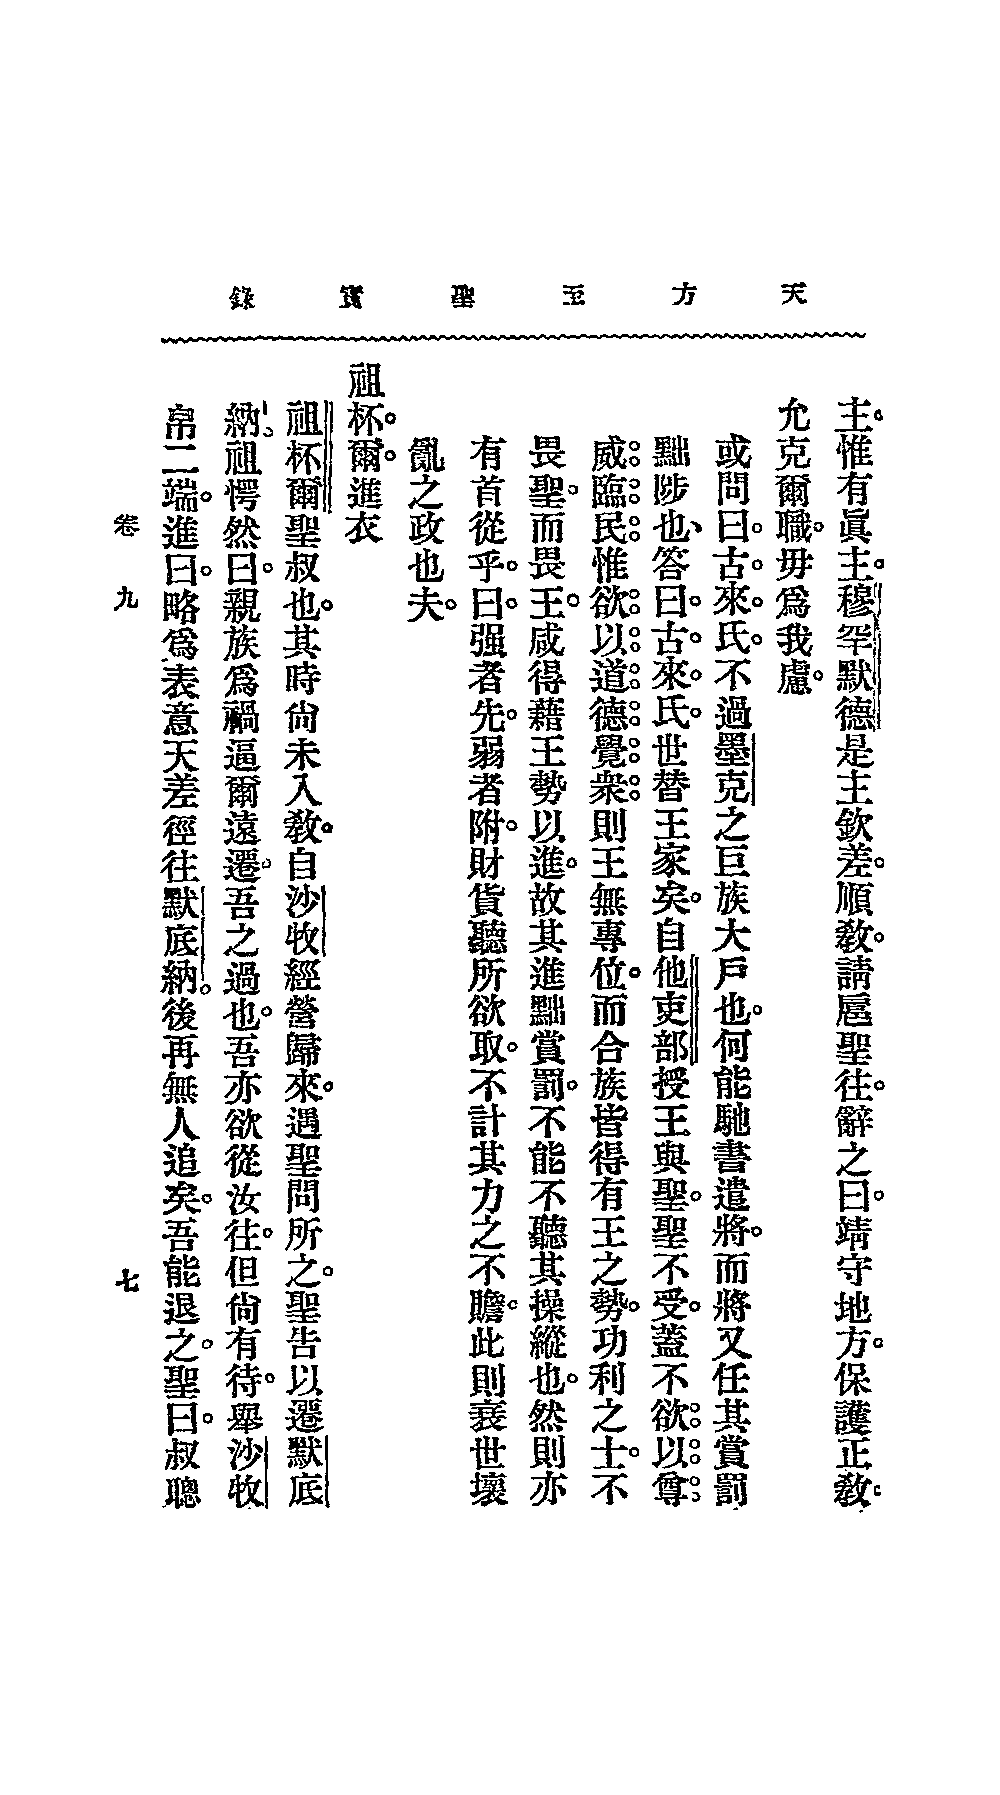 天方至聖實錄
主。惟有眞主。穆罕默德是主欽差。順敎。請扈聖往。辭之曰。靖守地方。保護正敎。
允克爾職。毋爲我慮。
或問曰。古來氏。不過墨克之巨族大戶也。何能馳書遣將。而將又任其賞罰
黜陟也、答曰。古來氏。世替王家矣。自他吏部授王與聖。聖不受。蓋不欲以尊
威臨民。惟欲以道德覺衆。則王無專位。而合族皆得有王之勢。功利之士。不
畏聖。而畏王。咸得藉王勢以進。故其進黜賞罰。不能不聽其操縱也。然則亦
有首從乎。曰。强者先。弱者附。財貨聽所欲取。不計其力之不贍。此則衰世壞
亂之政也夫。
祖杯。爾。進衣
祖杯爾聖叔也。其時尙未入敎。自沙牧經營歸來。遇聖問所之。聖告以遷默底
納。祖愕然曰。親族爲禍逼爾遠遷。吾之過也。吾亦欲從汝往。但尙有待。舉沙牧
帛二端。進曰。略爲表意天差徑往默底納。後再無人追矣。吾能退之。聖曰。叔聰
卷九
七